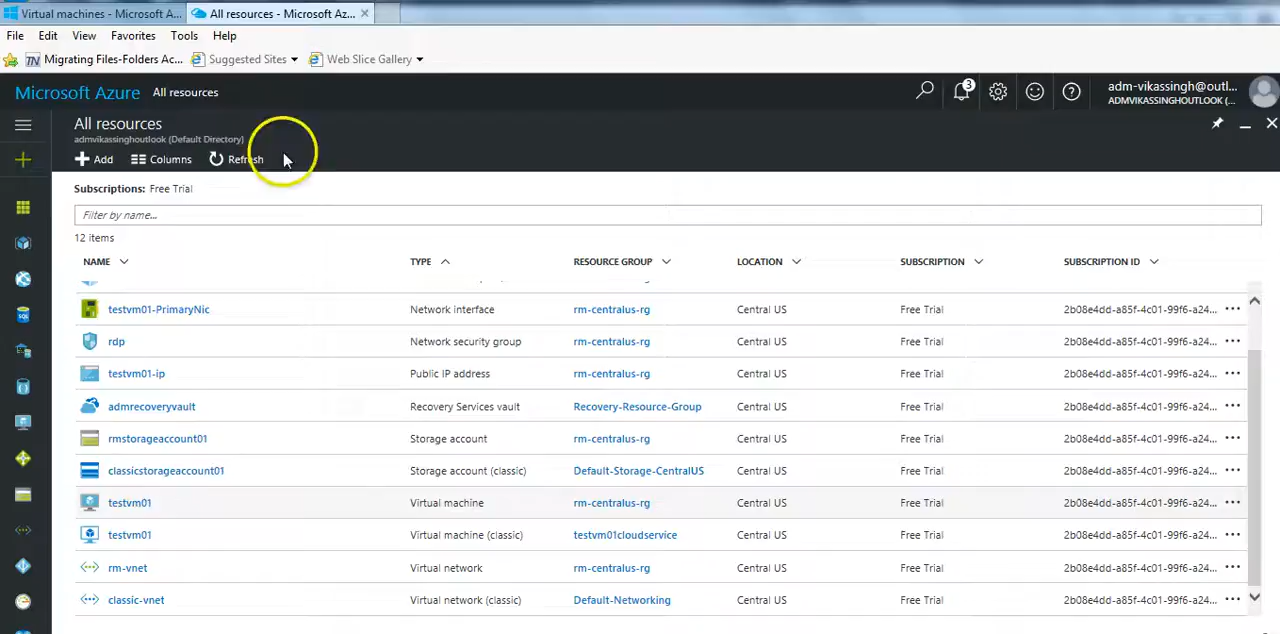 Virtual machines - Microsoft A...
All resources - Microsoft Az...
File Edit View Favorites Tools Help
TN Migrating Files-Folders Ac... Suggested Sites Web Slice Gallery
Microsoft Azure All resources 3 adm-vikassingh@outl...
ADMVIKASSINGHOUTLOOK (...
All resources
admvikassinghoutlook (Default Directory)
Add Columns Refresh
Subscriptions: Free Trial
Filter by name...
12 items
NAME TYPE RESOURCE GROUP LOCATION SUBSCRIPTION SUBSCRIPTION ID
testvm01-PrimaryNic Network interface rm-centralus-rg Central US Free Trial 2b08e4dd-a85f-4c01-99f6-a24... ...
rdp Network security group rm-centralus-rg Central US Free Trial 2b08e4dd-a85f-4c01-99f6-a24... ...
testvm01-ip Public IP address rm-centralus-rg Central US Free Trial 2b08e4dd-a85f-4c01-99f6-a24... ...
admrecoveryvault Recovery Services vault Recovery-Resource-Group Central US Free Trial 2b08e4dd-a85f-4c01-99f6-a24... ...
rmstorageaccount01 Storage account rm-centralus-rg Central US Free Trial 2b08e4dd-a85f-4c01-99f6-a24... ...
classicstorageaccount01 Storage account (classic) Default-Storage-CentralUS Central US Free Trial 2b08e4dd-a85f-4c01-99f6-a24... ...
testvm01 Virtual machine rm-centralus-rg Central US Free Trial 2b08e4dd-a85f-4c01-99f6-a24... ...
testvm01 Virtual machine (classic) testvm01cloudservice Central US Free Trial 2b08e4dd-a85f-4c01-99f6-a24... ...
rm-vnet Virtual network rm-centralus-rg Central US Free Trial 2b08e4dd-a85f-4c01-99f6-a24... ...
classic-vnet Virtual network (classic) Default-Networking Central US Free Trial 2b08e4dd-a85f-4c01-99f6-a24... ...